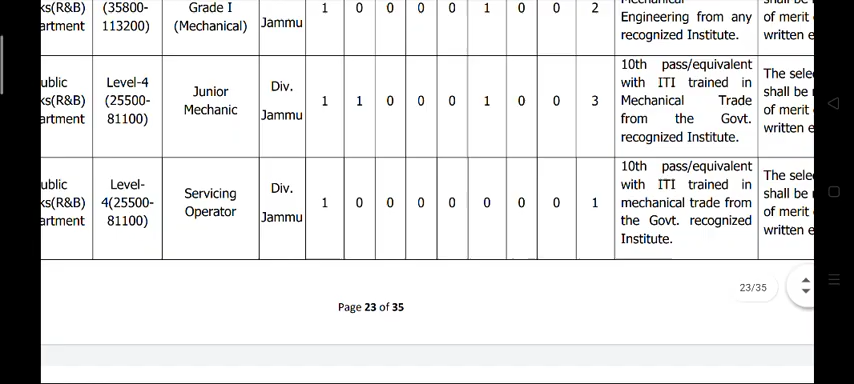 ks(R&B) (35800- Grade I 1 0 0 0 1 0 0 2 Engineering from any of merit
artment 113200) (Mechanical) Jammu recognized Institute. written e
ublic Level-4 Junior Div. 1 1 0 0 0 1 0 0 3 10th pass/equivalent The sele
ks(R&B) (25500- Mechanic Jammu with ITI trained in shall be
artment 81100) Mechanical Trade of merit
from the Govt. written e
recognized Institute.
ublic Level- Servicing Div. 1 0 0 0 0 0 0 0 1 10th pass/equivalent The sele
ks(R&B) 4(25500- Operator Jammu with ITI trained in shall be
artment 81100) mechanical trade from of merit
the Govt. recognized written e
Institute.
23/35
Page 23 of 35